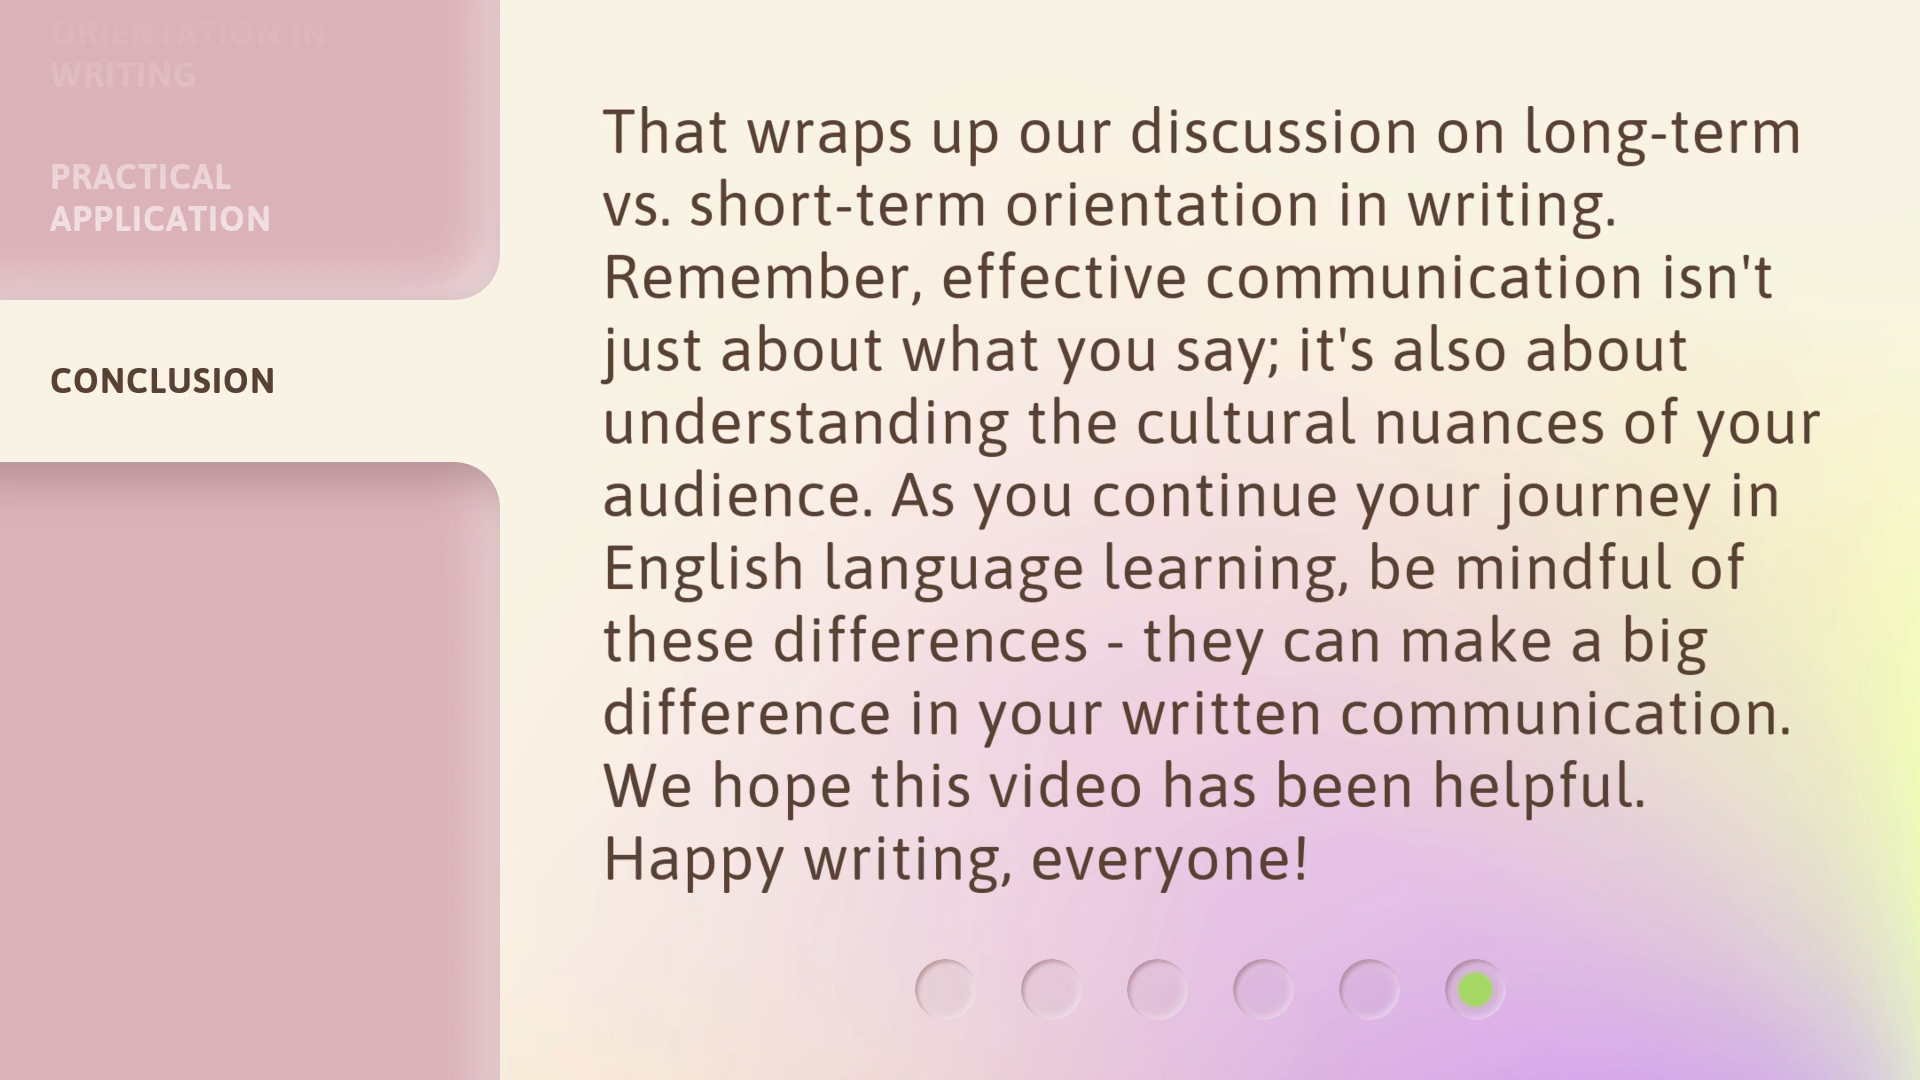 ORIENTATION IN
WRITING
PRACTICAL
APPLICATION
CONCLUSION
That wraps up our discussion on long-term
vs. short-term orientation in writing.
Remember, effective communication isn't
just about what you say; it's also about
understanding the cultural nuances of your
audience. As you continue your journey in
English language learning, be mindful of
these differences - they can make a big
difference in your written communication.
We hope this video has been helpful.
Happy writing, everyone!